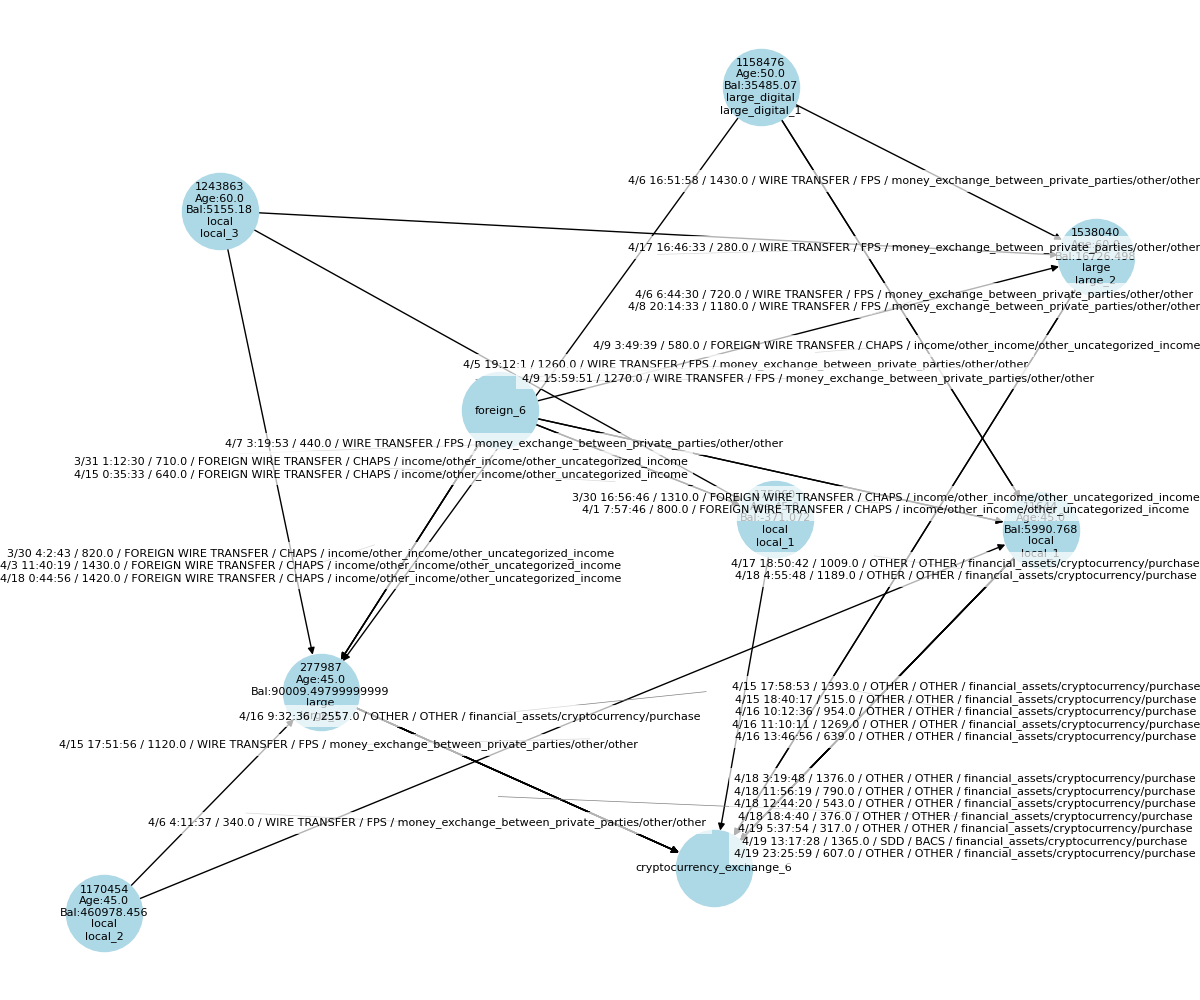 1158476
Age:50.0
Bal:35485.07
large_digital
large_digital_1
4/6 16:51:58 / 1430.0 / WIRE TRANSFER / FPS / money_exchange_between_private_parties/other/other
1243863
Age:60.0
Bal:5155.18
local
local_3
1538040
Age:60.0
4/17 16:46:33 / 280.0 / WIRE TRANSFER / FPS / money_exchange_between_private_parties/other/other
Bal:16726.498
large
large_2
4/6 6:44:30 / 720.0 / WIRE TRANSFER / FPS / money_exchange_between_private_parties/other/other
4/8 20:14:33 / 1180.0 / WIRE TRANSFER / FPS / money_exchange_between_private_parties/other/other
4/9 3:49:39 / 580.0 / FOREIGN WIRE TRANSFER / CHAPS / income/other_income/other_uncategorized_income
4/5 19:12:1 / 1260.0 / WIRE TRANSFER / FPS / money_exchange_between_private_parties/other/other
4/9 15:59:51 / 1270.0 / WIRE TRANSFER / FPS / money_exchange_between_private_parties/other/other
foreign_6
4/7 3:19:53 / 440.0 / WIRE TRANSFER / FPS / money_exchange_between_private_parties/other/other
3/31 1:12:30 / 710.0 / FOREIGN WIRE TRANSFER / CHAPS / income/other_income/other_uncategorized_income
4/15 0:35:33 / 640.0 / FOREIGN WIRE TRANSFER / CHAPS / income/other_income/other_uncategorized_income
3/30 16:56:46 / 1310.0 / FOREIGN WIRE TRANSFER / CHAPS / income/other_income/other_uncategorized_income
4/1 7:57:46 / 800.0 / FOREIGN WIRE TRANSFER / CHAPS / income/other_income/other_uncategorized_income
local
local_1
Age:45.0
Bal:5990.768
local
local_1
3/30 4:2:43 / 820.0 / FOREIGN WIRE TRANSFER / CHAPS / income/other_income/other_uncategorized_income
4/3 11:40:19 / 1430.0 / FOREIGN WIRE TRANSFER / CHAPS / income/other_income/other_uncategorized_income
4/18 0:44:56 / 1420.0 / FOREIGN WIRE TRANSFER / CHAPS / income/other_income/other_uncategorized_income
4/17 18:50:42 / 1009.0 / OTHER / OTHER / financial_assets/cryptocurrency/purchase
4/18 4:55:48 / 1189.0 / OTHER / OTHER / financial_assets/cryptocurrency/purchase
277987
Age:45.0
Bal:90009.49799999999
large
4/16 9:32:36 / 2557.0 / OTHER / OTHER / financial_assets/cryptocurrency/purchase
4/15 17:58:53 / 1393.0 / OTHER / OTHER / financial_assets/cryptocurrency/purchase
4/15 18:40:17 / 515.0 / OTHER / OTHER / financial_assets/cryptocurrency/purchase
4/16 10:12:36 / 954.0 / OTHER / OTHER / financial_assets/cryptocurrency/purchase
4/16 11:10:11 / 1269.0 / OTHER / OTHER / financial_assets/cryptocurrency/purchase
4/16 13:46:56 / 639.0 / OTHER / OTHER / financial_assets/cryptocurrency/purchase
4/15 17:51:56 / 1120.0 / WIRE TRANSFER / FPS / money_exchange_between_private_parties/other/other
4/18 3:19:48 / 1376.0 / OTHER / OTHER / financial_assets/cryptocurrency/purchase
4/18 11:56:19 / 790.0 / OTHER / OTHER / financial_assets/cryptocurrency/purchase
4/18 12:44:20 / 543.0 / OTHER / OTHER / financial_assets/cryptocurrency/purchase
4/18 18:4:40 / 376.0 / OTHER / OTHER / financial_assets/cryptocurrency/purchase
4/19 5:37:54 / 317.0 / OTHER / OTHER / financial_assets/cryptocurrency/purchase
4/19 13:17:28 / 1365.0 / SDD / BACS / financial_assets/cryptocurrency/purchase
4/19 23:25:59 / 607.0 / OTHER / OTHER / financial_assets/cryptocurrency/purchase
4/6 4:11:37 / 340.0 / WIRE TRANSFER / FPS / money_exchange_between_private_parties/other/other
cryptocurrency_exchange_6
1170454
Age:45.0
Bal:460978.456
local
local_2